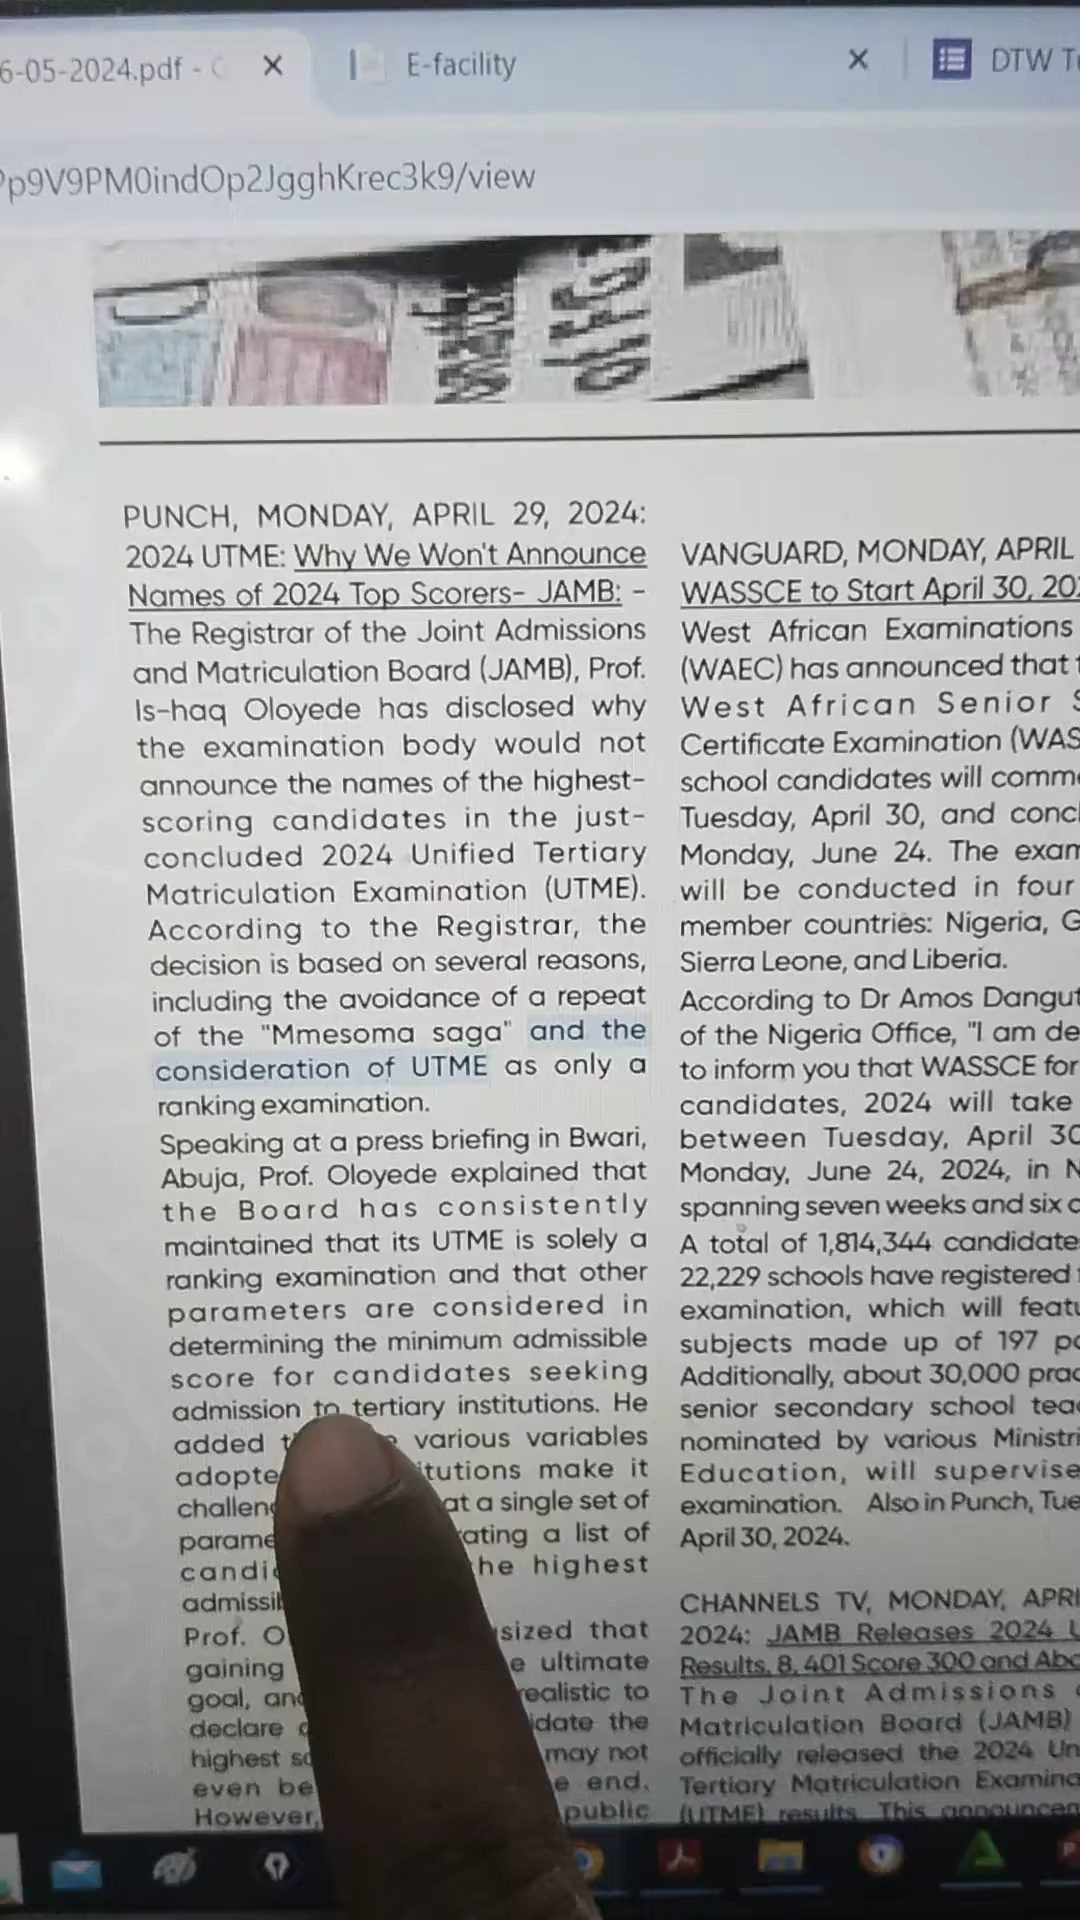 6-05-2024.pdf -
E-facility
DTW T
p9V9PM0indOp2JgghKrec3k9/view
PUNCH, MONDAY, APRIL 29, 2024:
2024 UTME: Why We Won't Announce
Names of 2024 Top Scorers- JAMB: -
The Registrar of the Joint Admissions
and Matriculation Board (JAMB), Prof.
Is-haq Oloyede has disclosed why
the examination body would not
announce the names of the highest-
scoring candidates in the just-
concluded 2024 Unified Tertiary
Matriculation Examination (UTME).
According to the Registrar, the
decision is based on several reasons,
including the avoidance of a repeat
of the "Mmesoma saga" and the
consideration of UTME as only a
ranking examination.
Speaking at a press briefing in Bwari,
Abuja, Prof. Oloyede explained that
the Board has consistently
maintained that its UTME is solely a
ranking examination and that other
parameters are considered in
determining the minimum admissible
score for candidates seeking
admission to tertiary institutions. He
added various variables
adopte itutions make it
challen at a single set of
parame ating a list of
candi he highest
admissi
Prof. O sized that
gaining e ultimate
goal, an ealistic to
declare date the
highest sc may not
even be e end.
However, public
VANGUARD, MONDAY, APRIL
WASSCE to Start April 30, 20
West African Examinations
(WAEC) has announced that
West African Senior
Certificate Examination (WAS
school candidates will comme
Tuesday, April 30, and conc
Monday, June 24. The exam
will be conducted in four
member countries: Nigeria, G
Sierra Leone, and Liberia.
According to Dr Amos Dangut
of the Nigeria Office, "I am de
to inform you that WASSCE for
candidates, 2024 will take
between Tuesday, April 30
Monday, June 24, 2024, in N
spanning seven weeks and six
A total of 1,814,344 candidate
22,229 schools have registered
examination, which will featu
subjects made up of 197 pa
Additionally, about 30,000 prac
senior secondary school tea
nominated by various Ministri
Education, will supervise
examination. Also in Punch, Tue
April 30, 2024.
CHANNELS TV, MONDAY, APRI
2024: JAMB Releases 2024 U
Results, 8,401 Score 300 and Abo
The Joint Admissions
Matriculation Board (JAMB)
officially released the 2024 Un
Tertiary Matriculation Examina
(UTME) results. This announcem